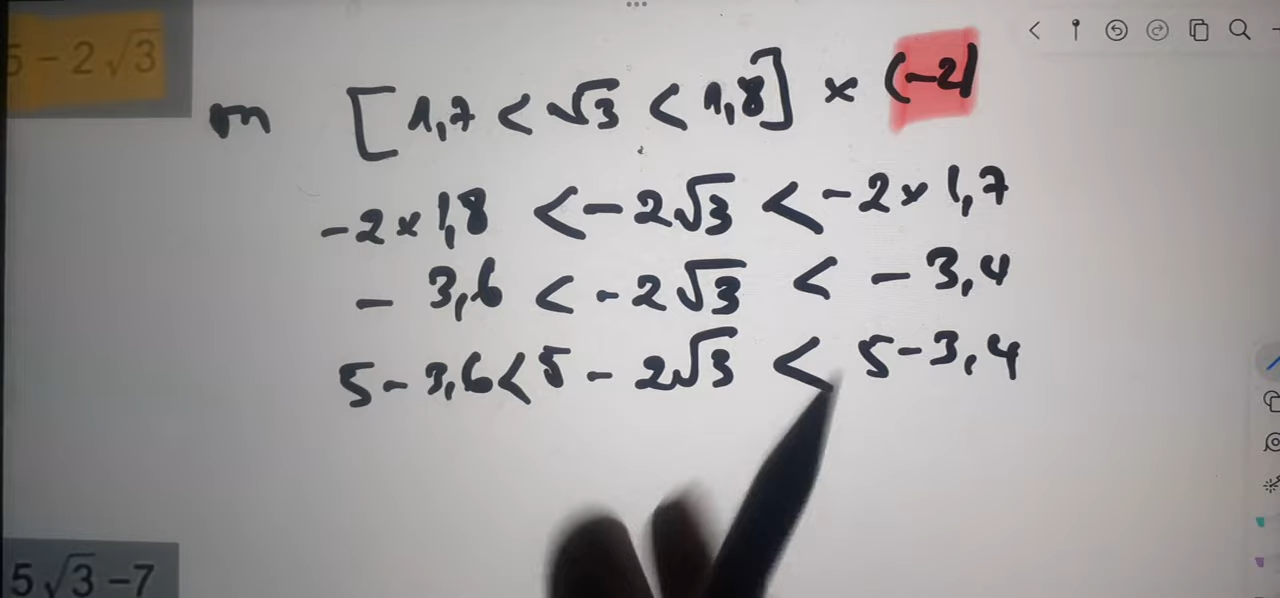 5 - 2√3
on [1,7 < √3 < 1,8] × (-2)
-2×1,8 < -2√3 < -2×1,7
- 3,6 < -2√3 < - 3,4
5 - 3,6 < 5 - 2√3 < 5 - 3,4
5√3 -7